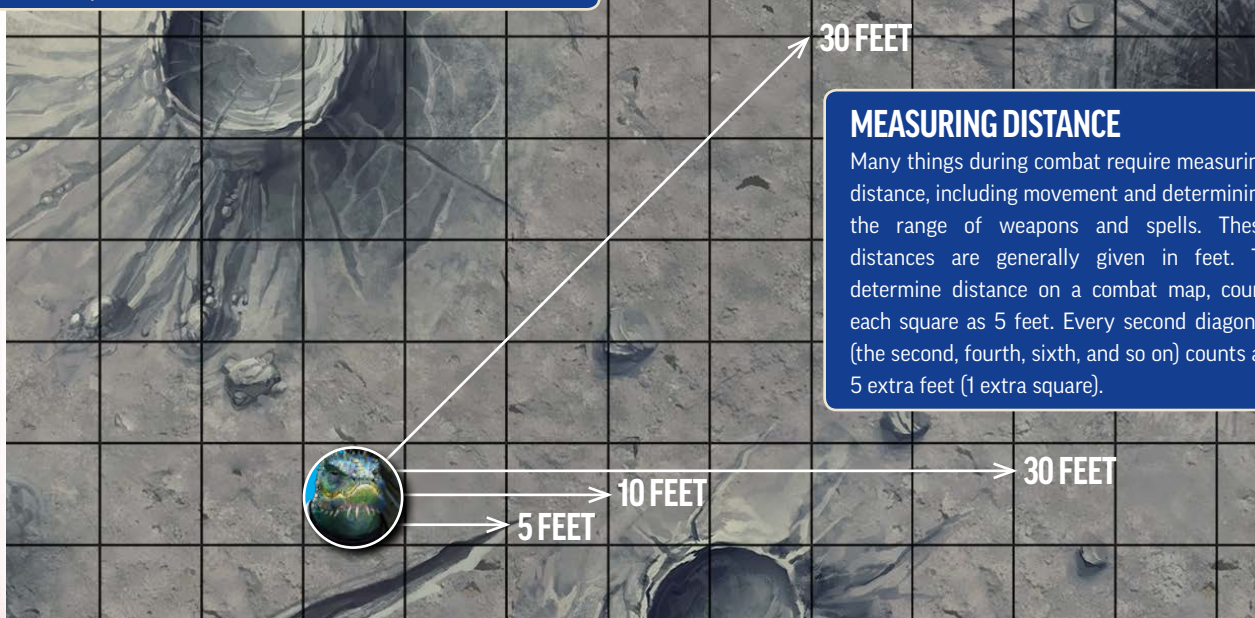 30 FEET
MEASURING DISTANCE
Many things during combat require measurin
distance, including movement and determinin
the range of weapons and spells. Thes
distances are generally given in feet. T
determine distance on a combat map, coun
each square as 5 feet. Every second diagon
(the second, fourth, sixth, and so on) counts a
5 extra feet (1 extra square).
30 FEET
10 FEET
5 FEET